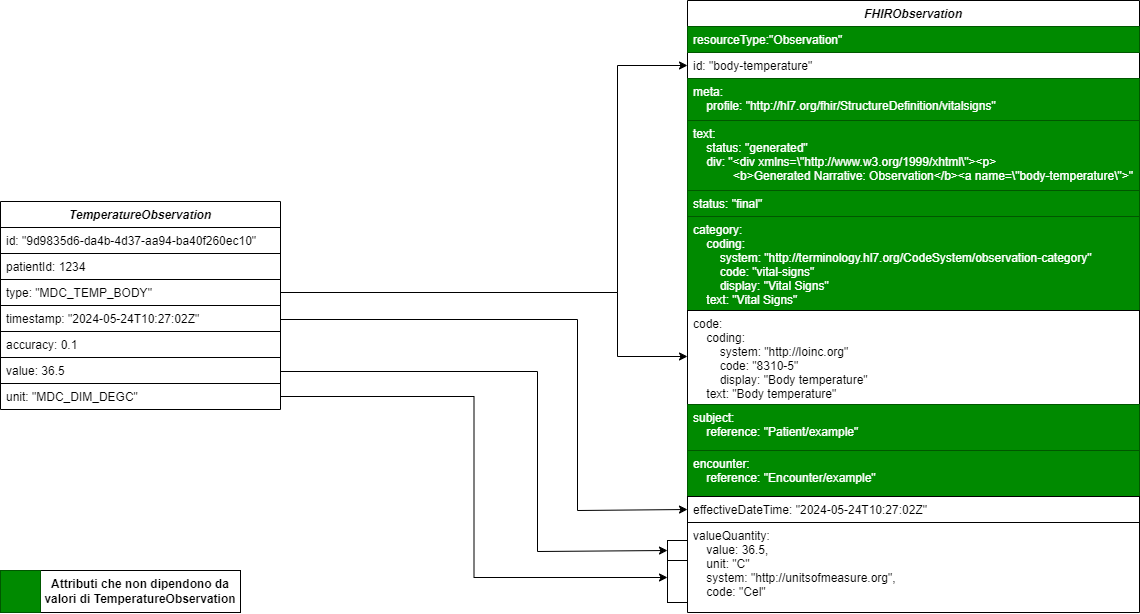 TemperatureObservation
id: "9d9835d6-da4b-4d37-aa94-ba40f260ec10"
patientId: 1234
type: "MDC_TEMP_BODY"
timestamp: "2024-05-24T10:27:02Z"
accuracy: 0.1
value: 36.5
unit: "MDC_DIM_DEGC"
FHIRObservation
resourceType:"Observation"
id: "body-temperature"
meta:
profile: "http://hl7.org/fhir/StructureDefinition/vitalsigns"
text:
status: "generated"
div: "<div xmlns=\"http://www.w3.org/1999/xhtml\"><p>
<b>Generated Narrative: Observation</b><a name=\"body-temperature\">"
status: "final"
category:
coding:
system: "http://terminology.hl7.org/CodeSystem/observation-category"
code: "vital-signs"
display: "Vital Signs"
text: "Vital Signs"
code:
coding:
system: "http://loinc.org"
code: "8310-5"
display: "Body temperature"
text: "Body temperature"
subject:
reference: "Patient/example"
encounter:
reference: "Encounter/example"
effectiveDateTime: "2024-05-24T10:27:02Z"
valueQuantity:
value: 36.5,
unit: "C"
system: "http://unitsofmeasure.org",
code: "Cel"
Attributi che non dipendono da
valori di TemperatureObservation